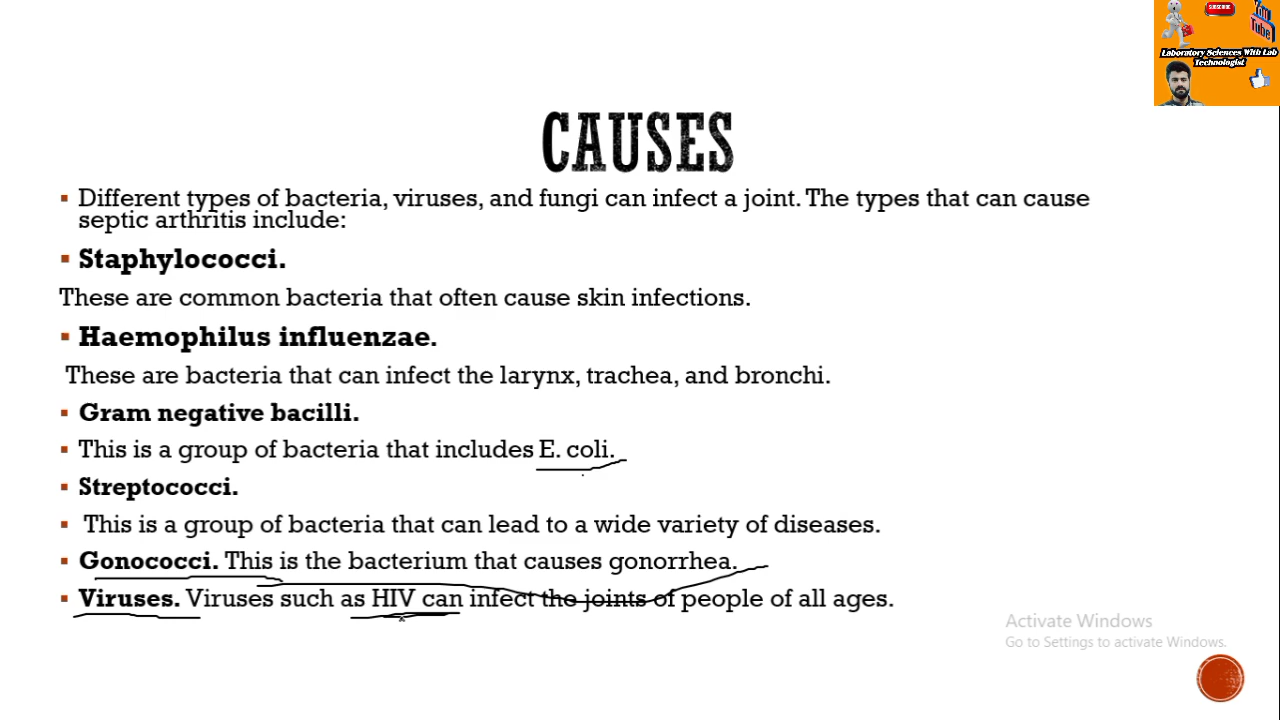 SUBSCRIBE
You
Tube
Laboratory Sciences With Lab
Technologist
CAUSES
▪ Different types of bacteria, viruses, and fungi can infect a joint. The types that can cause
septic arthritis include:
▪ Staphylococci.
These are common bacteria that often cause skin infections.
▪ Haemophilus influenzae.
These are bacteria that can infect the larynx, trachea, and bronchi.
▪ Gram negative bacilli.
▪ This is a group of bacteria that includes E. coli.
▪ Streptococci.
▪ This is a group of bacteria that can lead to a wide variety of diseases.
▪ Gonococci. This is the bacterium that causes gonorrhea.
▪ Viruses. Viruses such as HIV can infect the joints of people of all ages.
Activate Windows
Go to Settings to activate Windows.